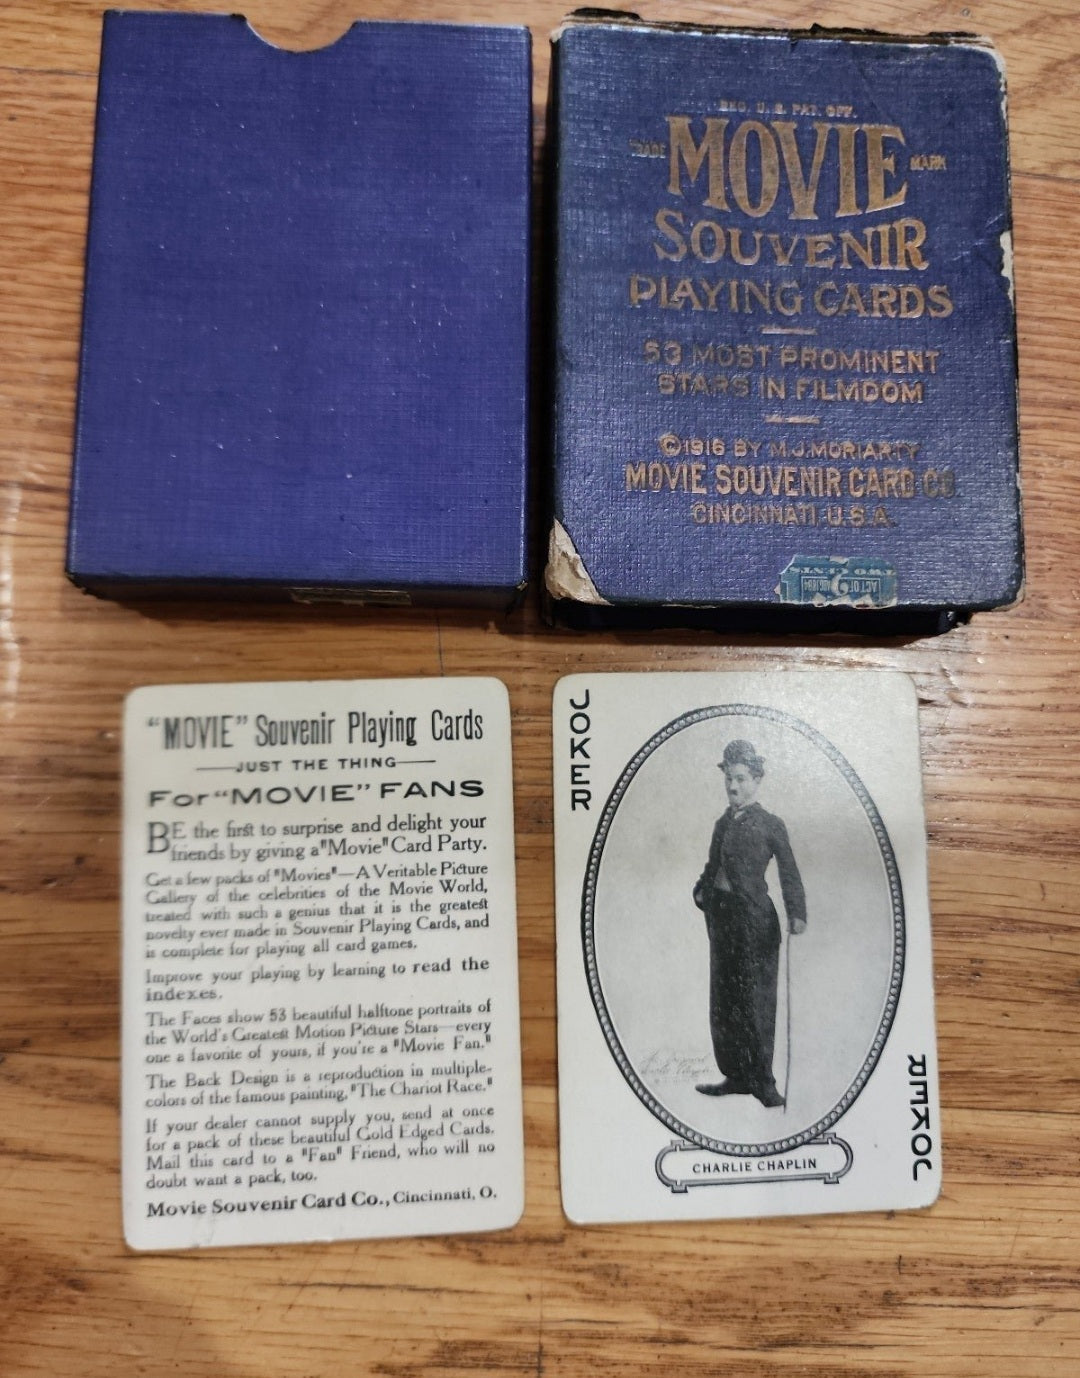 REG. U. S. PAT. OFF.
TRADE MOVIE MARK
SOUVENIR
PLAYING CARDS
53 MOST PROMINENT
STARS IN FILMDOM
©1916 BY M.J. MORIARTY
MOVIE SOUVENIR CARD CO.
CINCINNATI U.S.A.
TWO CENTS
ACT OF 2 AUG 1894
"MOVIE" Souvenir Playing Cards
JUST THE THING
For "MOVIE" FANS
BE the first to surprise and delight your
friends by giving a "Movie" Card Party.
Get a few packs of "Movies"—A Veritable Picture
Gallery of the celebrities of the Movie World,
treated with such a genius that it is the greatest
novelty ever made in Souvenir Playing Cards, and
is complete for playing all card games.
Improve your playing by learning to read the
indexes.
The Faces show 53 beautiful halftone portraits of
the World's Greatest Motion Picture Stars—every
one a favorite of yours, if you're a "Movie Fan."
The Back Design is a reproduction in multiple-
colors of the famous painting, "The Chariot Race."
If your dealer cannot supply you, send at once
for a pack of these beautiful Gold Edged Cards.
Mail this card to a "Fan" Friend, who will no
doubt want a pack, too.
Movie Souvenir Card Co., Cincinnati, O.
JOKER
CHARLIE CHAPLIN
JOKER